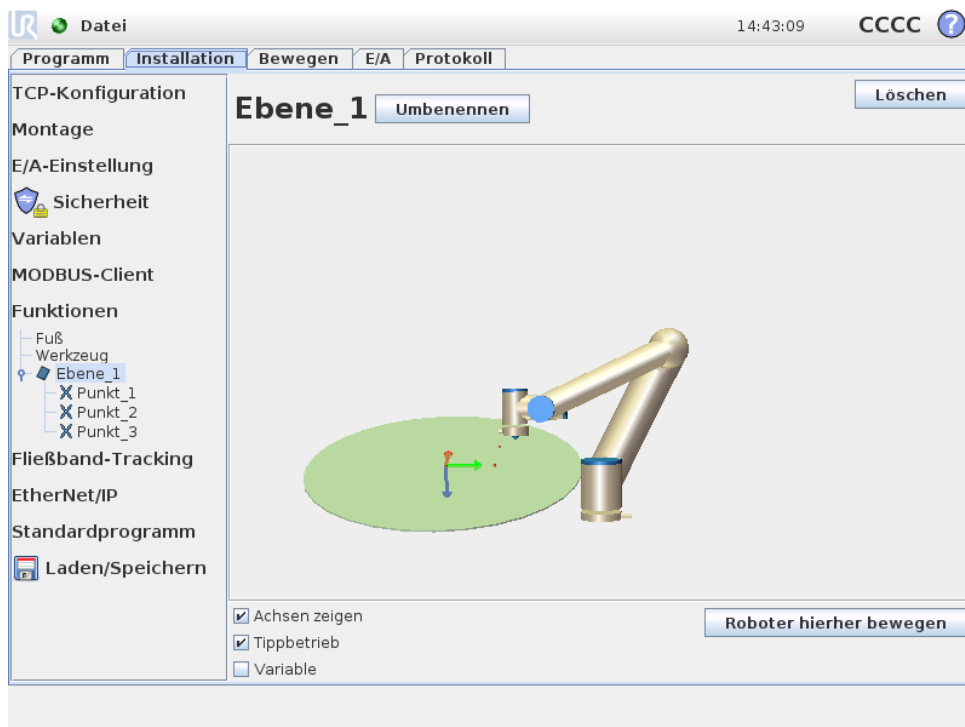 UR Datei 14:43:09 CCCC ?
Programm Installation Bewegen E/A Protokoll
TCP-Konfiguration
Montage
E/A-Einstellung
Sicherheit
Variablen
MODBUS-Client
Funktionen
Fuß
Werkzeug
Ebene_1
Punkt_1
Punkt_2
Punkt_3
Fließband-Tracking
EtherNet/IP
Standardprogramm
Laden/Speichern
Ebene_1 Umbenennen Löschen
Achsen zeigen
Tippbetrieb
Variable
Roboter hierher bewegen